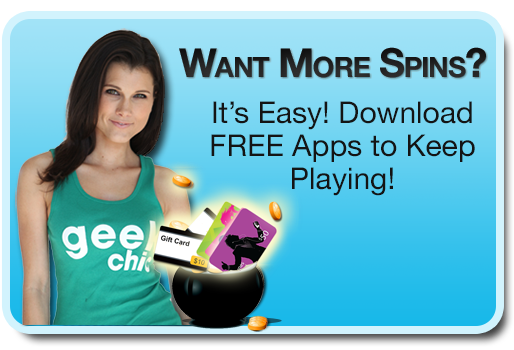 WANT MORE SPINS?
It's Easy! Download
FREE Apps to Keep
Playing!
geek
chic
Gift Card
$10